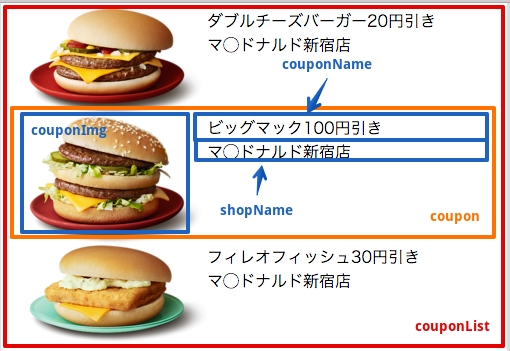 ダブルチーズバーガー20円引き
マ◯ドナルド新宿店
couponName
couponImg
ビッグマック100円引き
マ◯ドナルド新宿店
shopName
coupon
フィレオフィッシュ30円引き
マ◯ドナルド新宿店
couponList